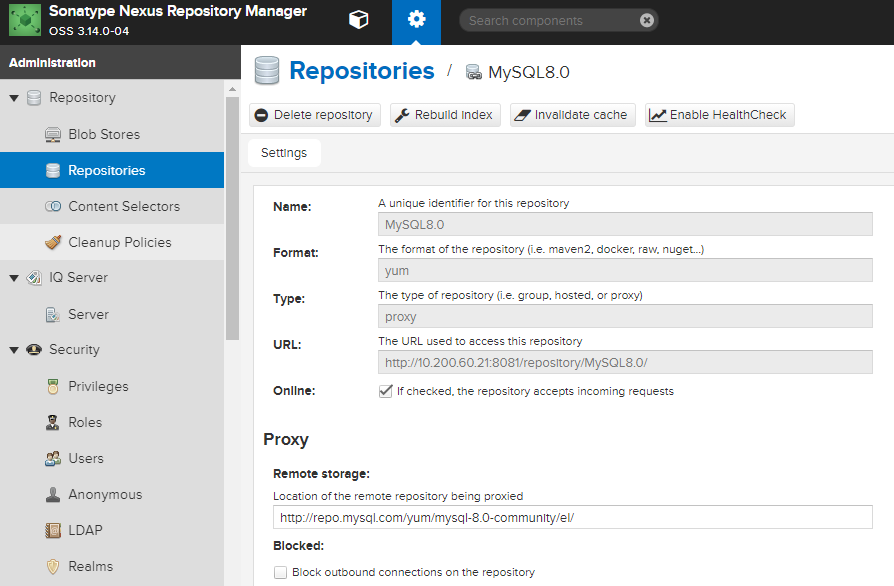 Sonatype Nexus Repository Manager
OSS 3.14.0-04
Search components
Administration
Repository
Blob Stores
Repositories
Content Selectors
Cleanup Policies
IQ Server
Server
Security
Privileges
Roles
Users
Anonymous
LDAP
Realms
Repositories / MySQL8.0
Delete repository Rebuild index Invalidate cache Enable HealthCheck
Settings
Name: A unique identifier for this repository
MySQL8.0
Format: The format of the repository (i.e. maven2, docker, raw, nuget...)
yum
Type: The type of repository (i.e. group, hosted, or proxy)
proxy
URL: The URL used to access this repository
http://10.200.60.21:8081/repository/MySQL8.0/
Online: If checked, the repository accepts incoming requests
Proxy
Remote storage:
Location of the remote repository being proxied
http://repo.mysql.com/yum/mysql-8.0-community/el/
Blocked:
Block outbound connections on the repository